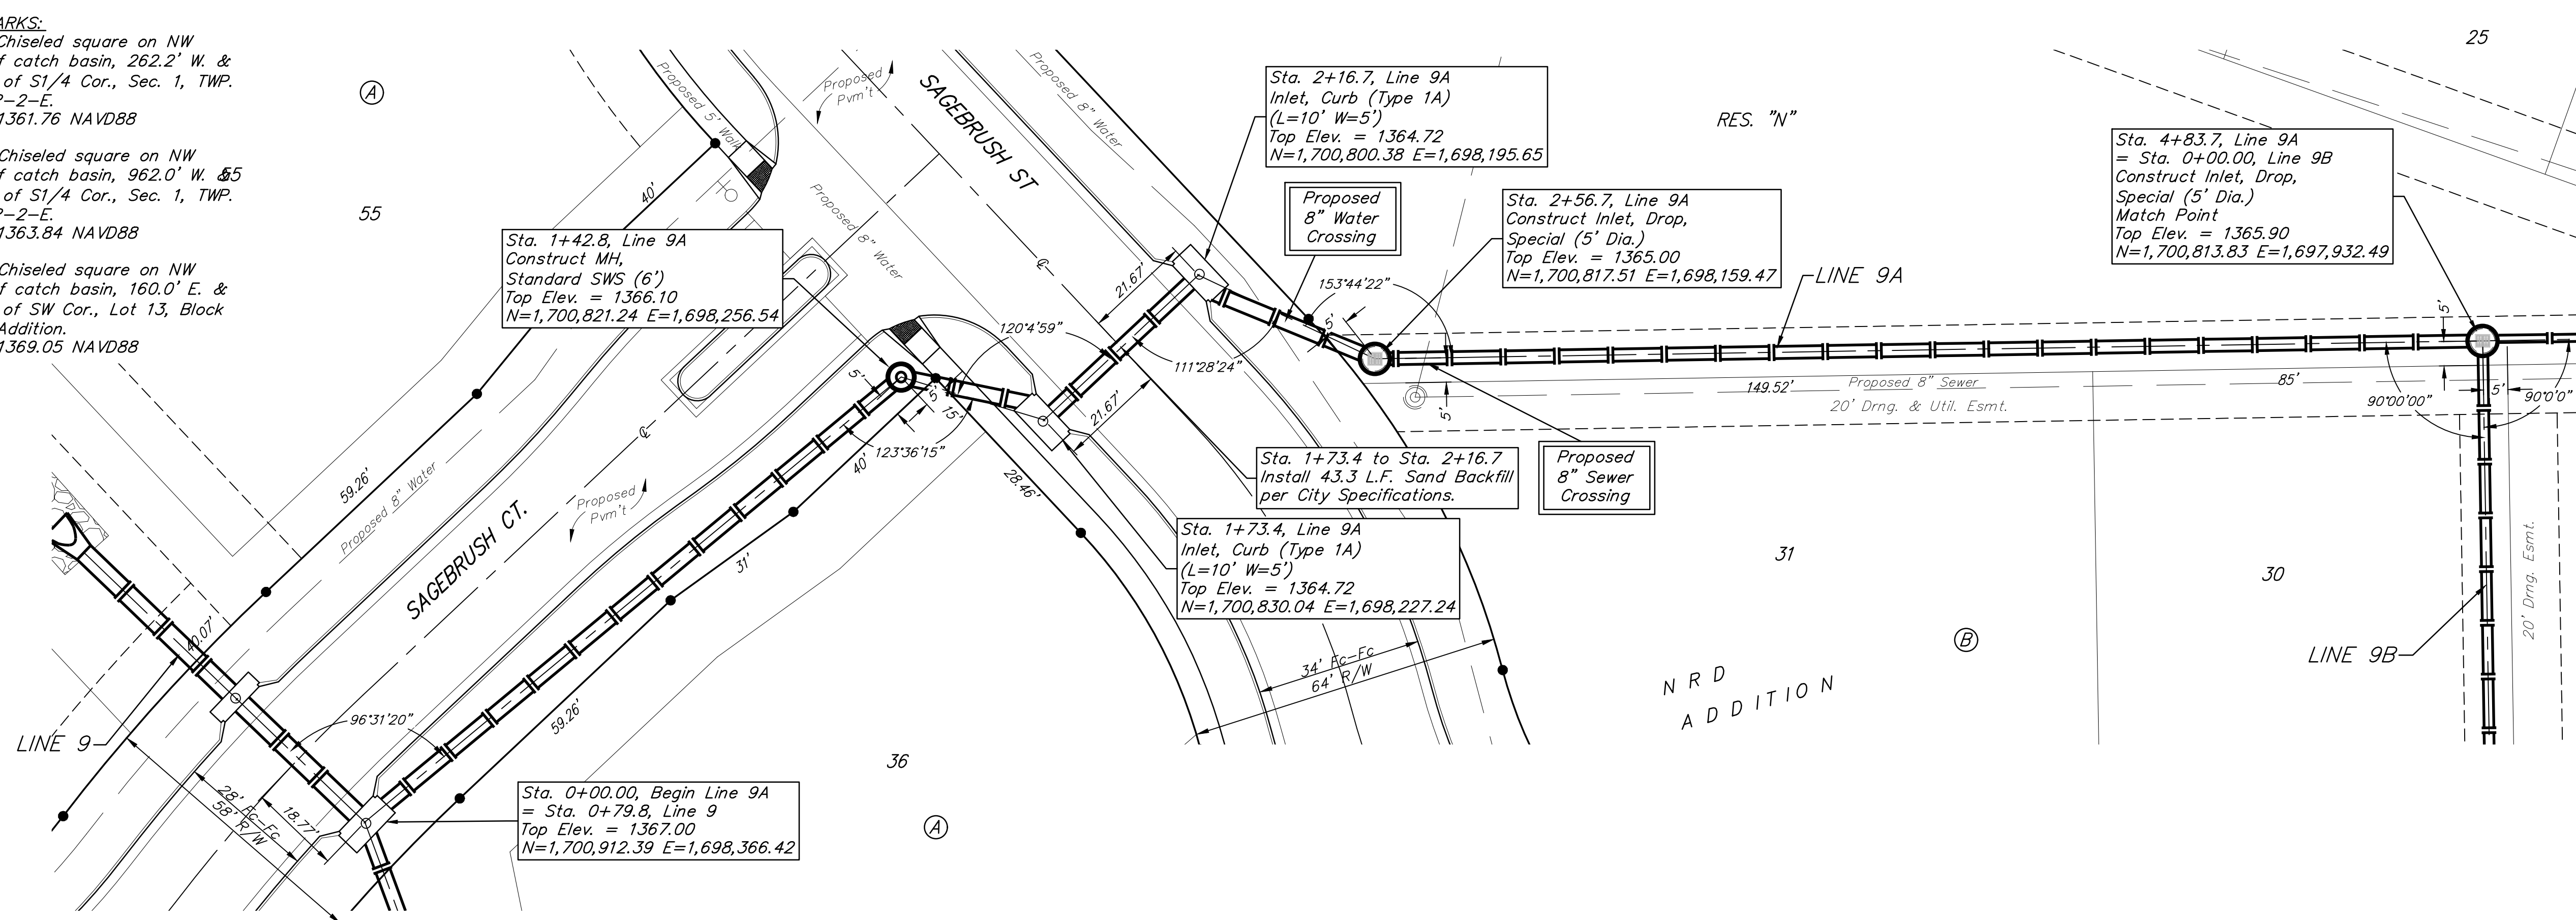 ARKS:
Chiseled square on NW
f catch basin, 262.2' W. &
of S1/4 Cor., Sec. 1, TWP.
P-2-E.
1361.76 NAVD88
Chiseled square on NW
f catch basin, 962.0' W. &
of S1/4 Cor., Sec. 1, TWP.
P-2-E.
1363.84 NAVD88
Chiseled square on NW
f catch basin, 160.0' E. &
of SW Cor., Lot 13, Block
Addition.
1369.05 NAVD88
A
55
55
Proposed 5' Walk
Proposed
Pvm't
SAGEBRUSH ST
Proposed 8" Water
Proposed 8" Water
40'
Sta. 1+42.8, Line 9A
Construct MH,
Standard SWS (6')
Top Elev. = 1366.10
N=1,700,821.24 E=1,698,256.54
Sta. 2+16.7, Line 9A
Inlet, Curb (Type 1A)
(L=10' W=5')
Top Elev. = 1364.72
N=1,700,800.38 E=1,698,195.65
Proposed
8" Water
Crossing
Sta. 2+56.7, Line 9A
Construct Inlet, Drop,
Special (5' Dia.)
Top Elev. = 1365.00
N=1,700,817.51 E=1,698,159.47
RES. "N"
25
LINE 9A
Sta. 4+83.7, Line 9A
= Sta. 0+00.00, Line 9B
Construct Inlet, Drop,
Special (5' Dia.)
Match Point
Top Elev. = 1365.90
N=1,700,813.83 E=1,697,932.49
21.67'
153°44'22"
5'
120°4'59"
111°28'24"
21.67'
5'
5'
15'
123°36'15"
40'
28.46'
31'
5'
149.52'
Proposed 8" Sewer
20' Drng. & Util. Esmt.
85'
5'
5'
90°00'00"
90°0'0"
Sta. 1+73.4 to Sta. 2+16.7
Install 43.3 L.F. Sand Backfill
per City Specifications.
Proposed
8" Sewer
Crossing
Sta. 1+73.4, Line 9A
Inlet, Curb (Type 1A)
(L=10' W=5')
Top Elev. = 1364.72
N=1,700,830.04 E=1,698,227.24
59.26'
Proposed 8" Water
SAGEBRUSH CT.
Proposed
Pvm't
40.07'
LINE 9
96°31'20"
59.26'
28' Fc-Fc
58' R/W
18.77'
Sta. 0+00.00, Begin Line 9A
= Sta. 0+79.8, Line 9
Top Elev. = 1367.00
N=1,700,912.39 E=1,698,366.42
36
A
34' Fc-Fc
64' R/W
31
30
B
NRD
ADDITION
LINE 9B
20' Drng. Esmt.